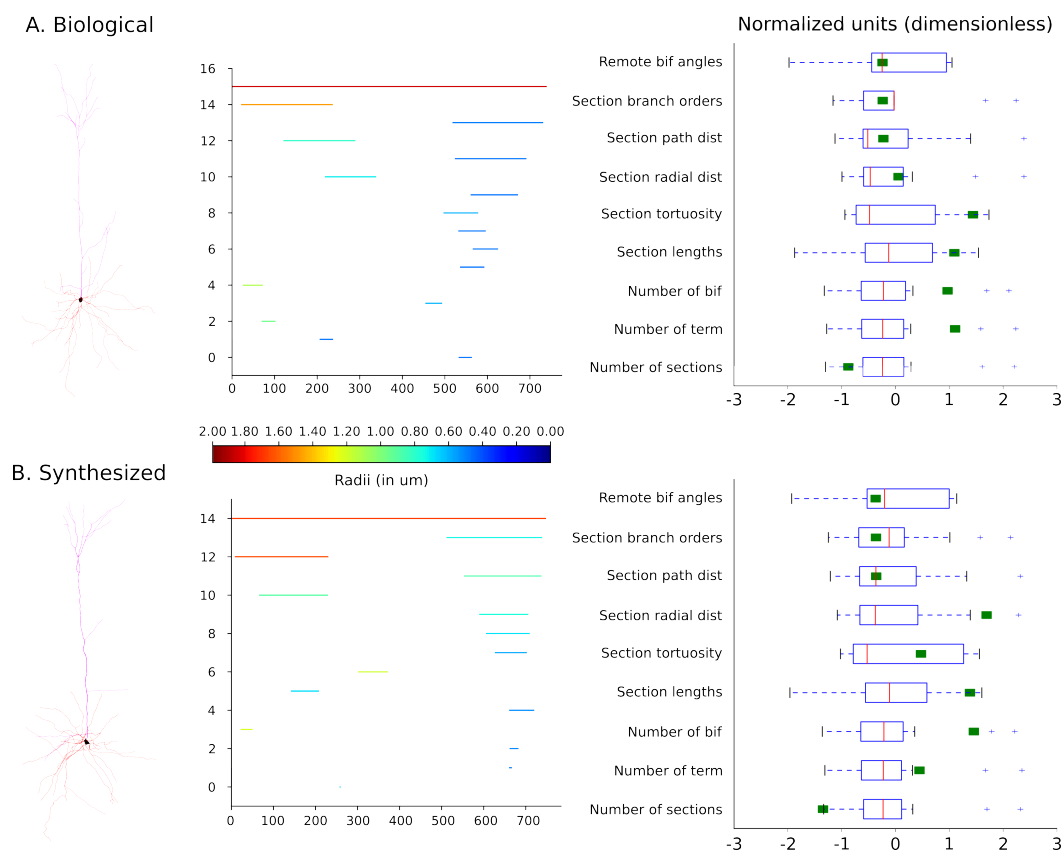 A. Biological
Normalized units (dimensionless)
16
14
12
10
8
6
4
2
0
0 100 200 300 400 500 600 700
Remote bif angles
Section branch orders
Section path dist
Section radial dist
Section tortuosity
Section lengths
Number of bif
Number of term
Number of sections
-3 -2 -1 0 1 2 3
2.00 1.80 1.60 1.40 1.20 1.00 0.80 0.60 0.40 0.20 0.00
Radii (in um)
B. Synthesized
14
12
10
8
6
4
2
0
0 100 200 300 400 500 600 700
Remote bif angles
Section branch orders
Section path dist
Section radial dist
Section tortuosity
Section lengths
Number of bif
Number of term
Number of sections
-3 -2 -1 0 1 2 3